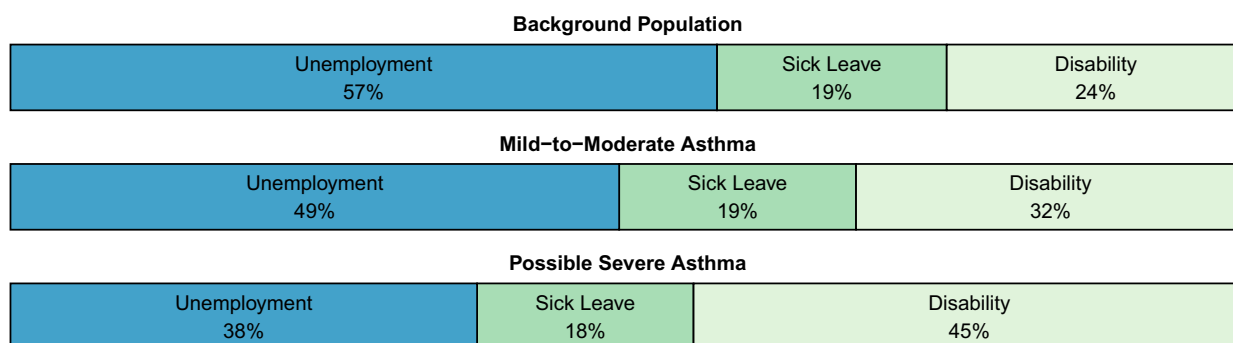 Background Population
Unemployment Sick Leave Disability
57% 19% 24%
Mild−to−Moderate Asthma
Unemployment Sick Leave Disability
49% 19% 32%
Possible Severe Asthma
Unemployment Sick Leave Disability
38% 18% 45%